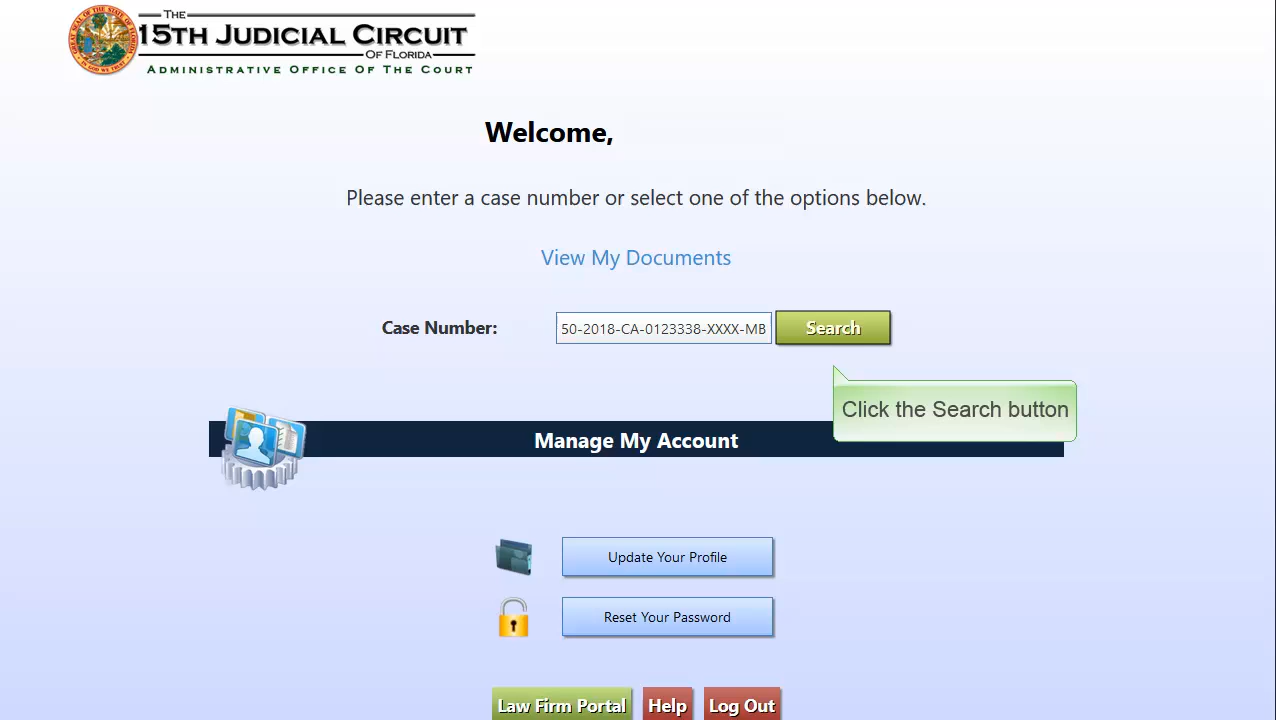 THE
15TH JUDICIAL CIRCUIT
OF FLORIDA
ADMINISTRATIVE OFFICE OF THE COURT
Welcome,
Please enter a case number or select one of the options below.
View My Documents
Case Number: 50-2018-CA-0123338-XXXX-MB Search
Click the Search button
Manage My Account
Update Your Profile
Reset Your Password
Law Firm Portal Help Log Out